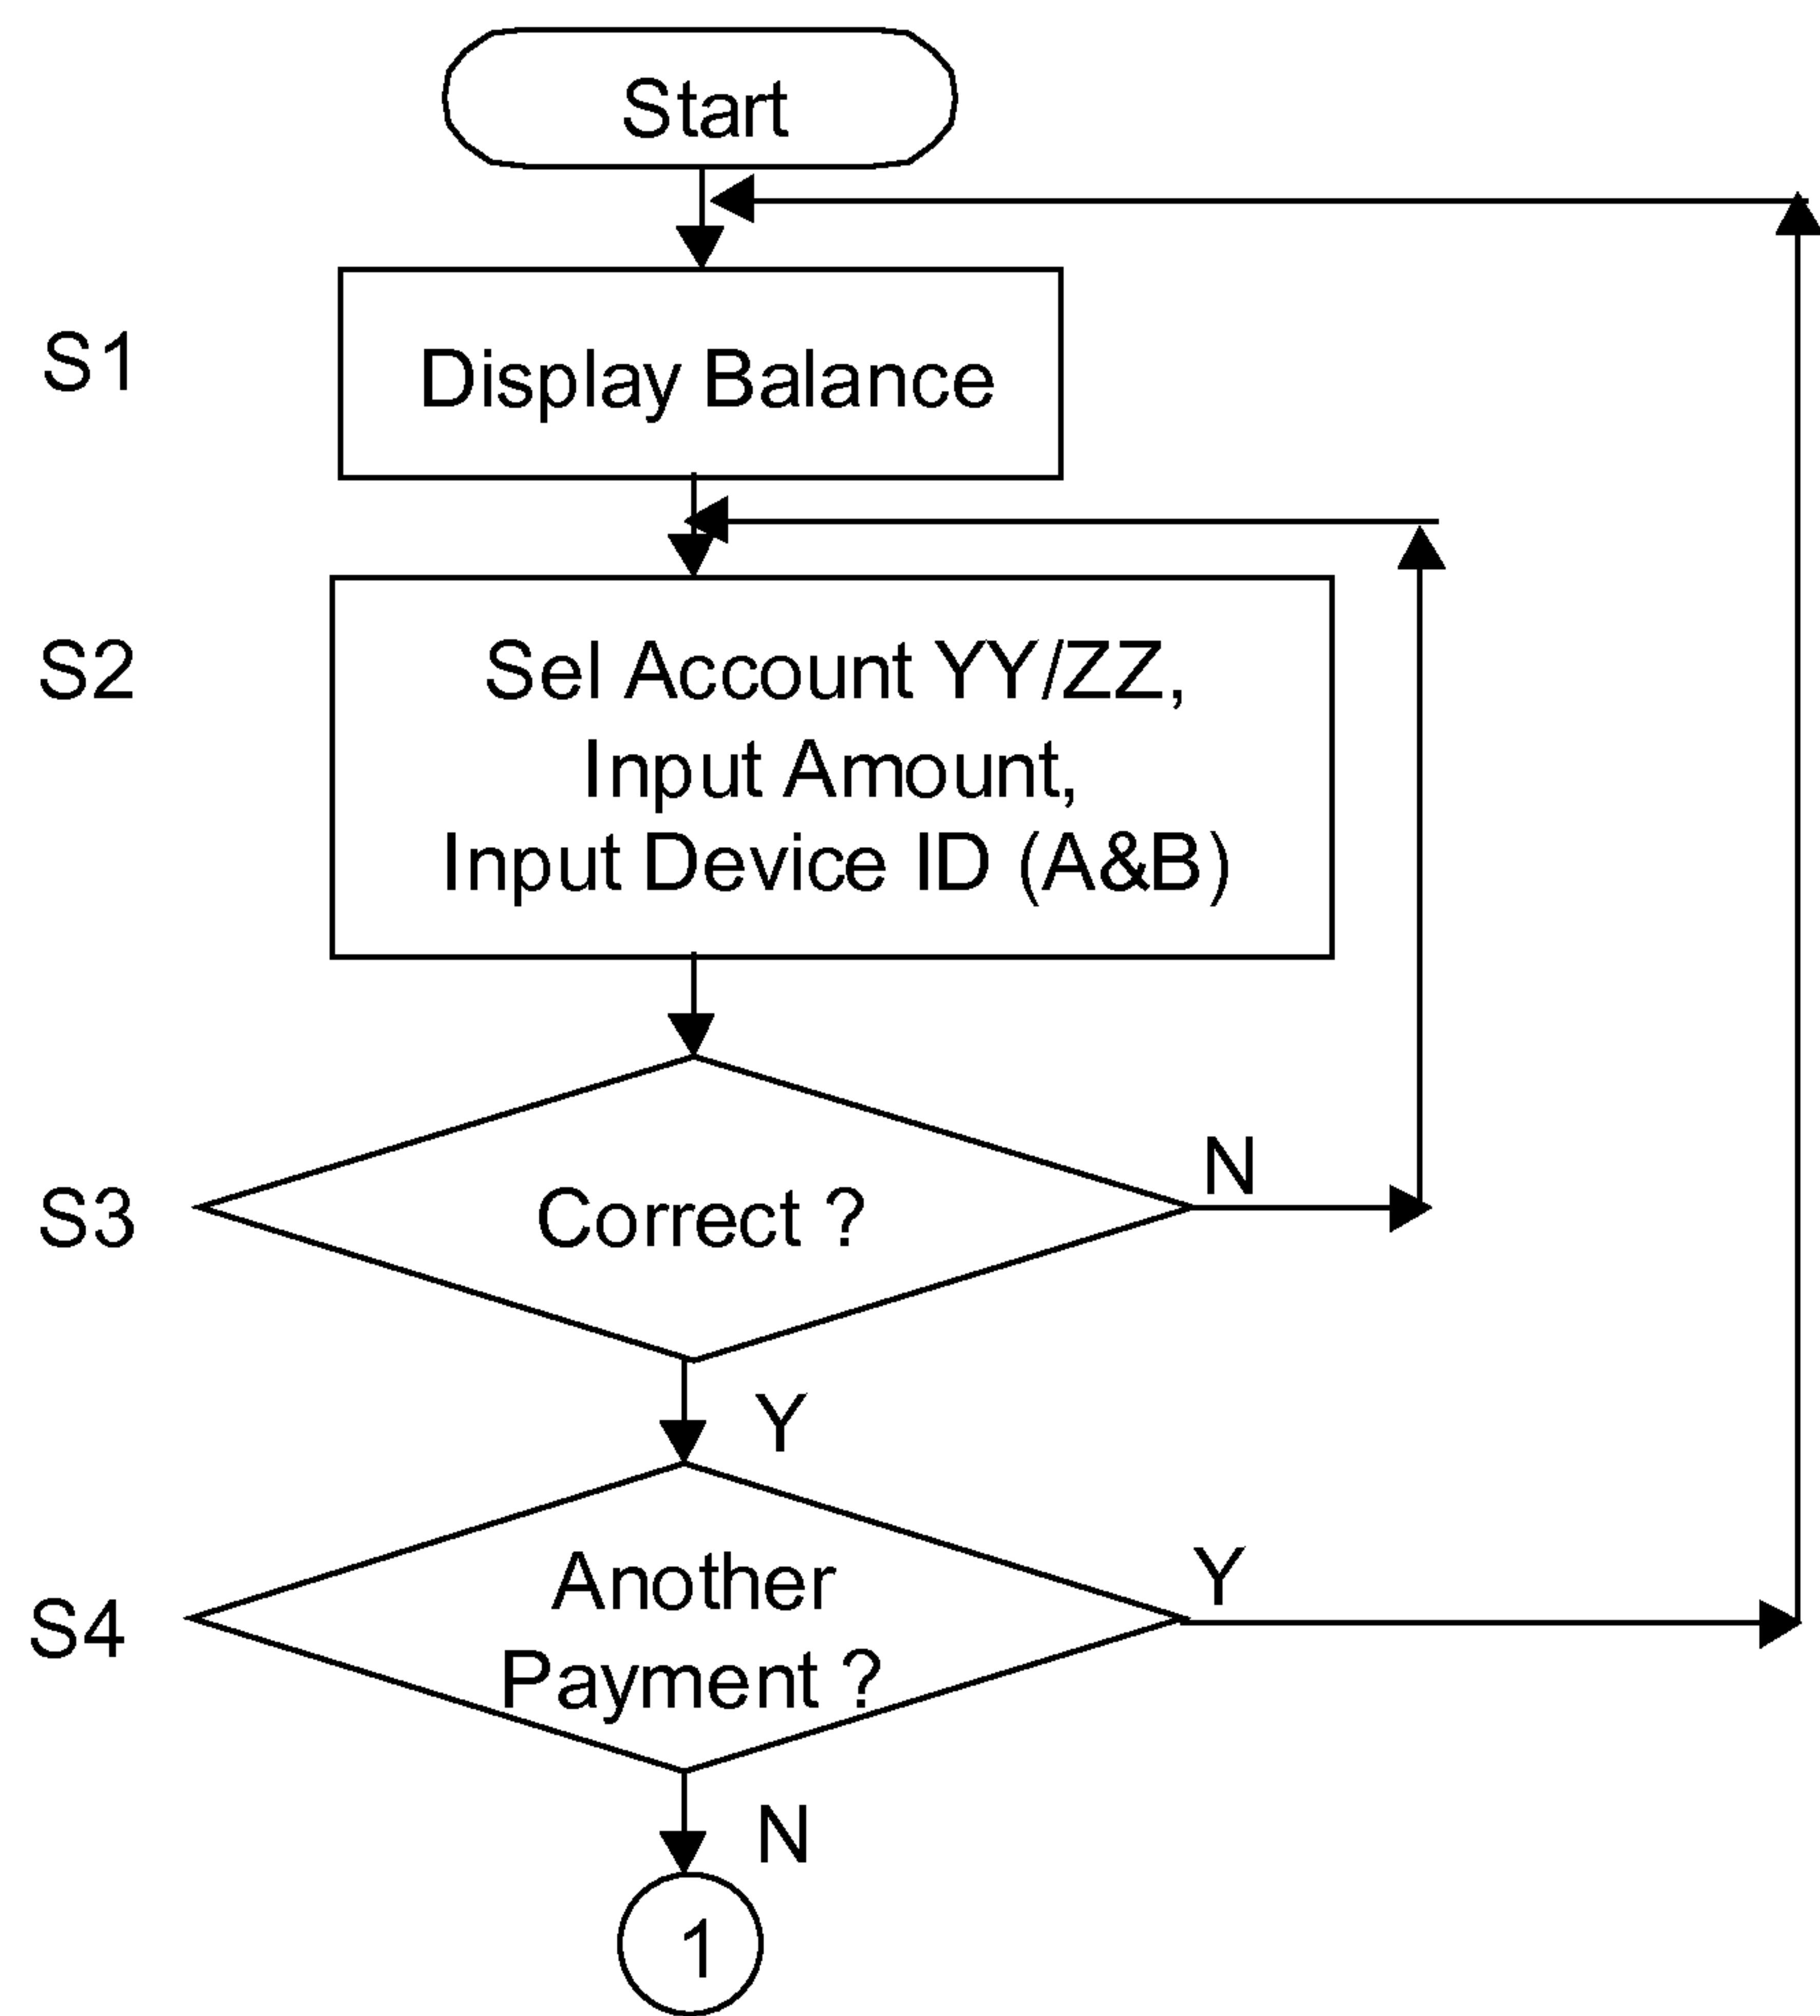 Start
S1
Display Balance
S2
Sel Account YY/ZZ,
Input Amount,
Input Device ID (A&B)
S3
Correct ?
N
Y
S4
Another
Payment ?
Y
N
1